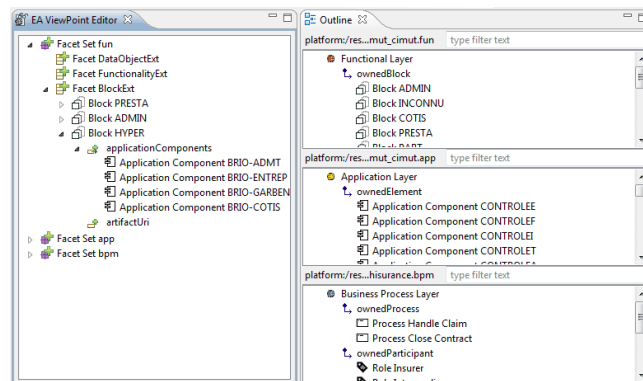 EA ViewPoint Editor
Facet Set fun
Facet DataObjectExt
Facet FunctionalityExt
Facet BlockExt
Block PRESTA
Block ADMIN
Block HYPER
applicationComponents
Application Component BRIO-ADMT
Application Component BRIO-ENTREP
Application Component BRIO-GARBEN
Application Component BRIO-COTIS
artifactUri
Facet Set app
Facet Set bpm
Outline
platform:/res...mut_cimut.fun type filter text
Functional Layer
ownedBlock
Block ADMIN
Block INCONNU
Block COTIS
Block PRESTA
Block PART
platform:/res...mut_cimut.app type filter text
Application Layer
ownedElement
Application Component CONTROLEE
Application Component CONTROLEF
Application Component CONTROLEI
Application Component CONTROLET
Application Component CONTROLEA
platform:/res...hisurance.bpm type filter text
Business Process Layer
ownedProcess
Process Handle Claim
Process Close Contract
ownedParticipant
Role Insurer